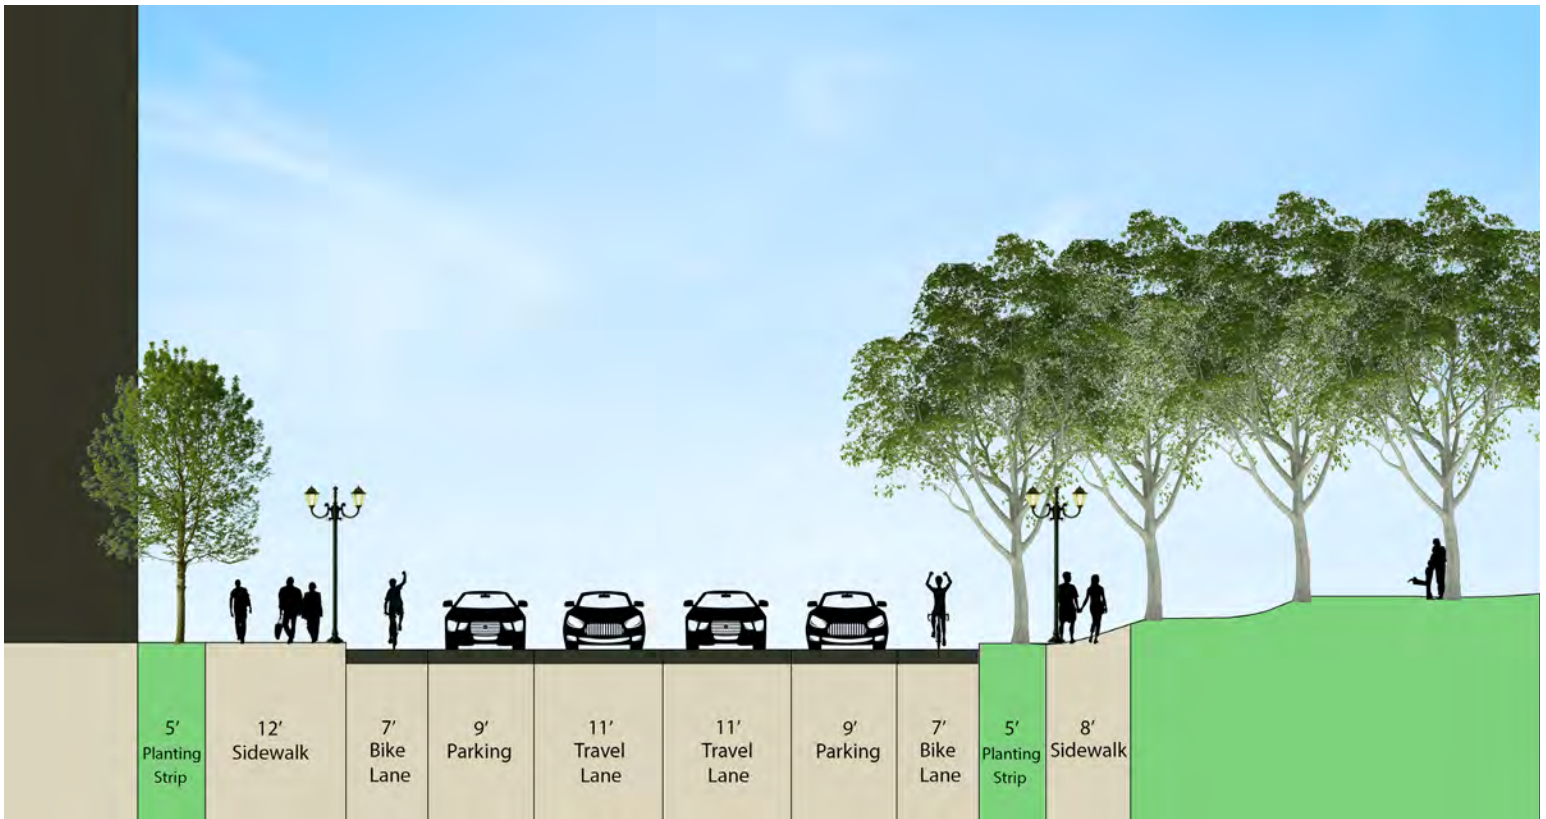 5′
Planting
Strip
12′
Sidewalk
7′
Bike
Lane
9′
Parking
11′
Travel
Lane
11′
Travel
Lane
9′
Parking
7′
Bike
Lane
5′
Planting
Strip
8′
Sidewalk